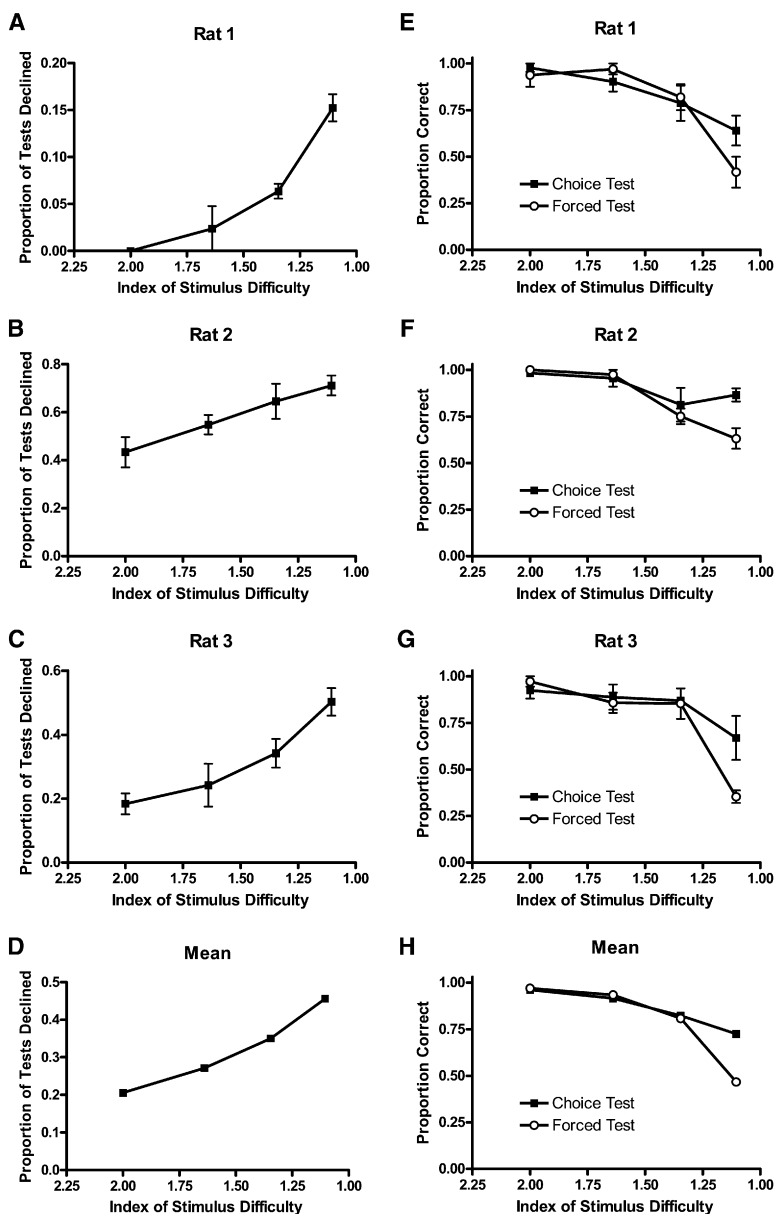 A
Rat 1
Proportion of Tests Declined
0.20
0.15
0.10
0.05
0.00
2.25 2.00 1.75 1.50 1.25 1.00
Index of Stimulus Difficulty
E
Rat 1
Proportion Correct
1.00
0.75
0.50
0.25
0.00
Choice Test
Forced Test
2.25 2.00 1.75 1.50 1.25 1.00
Index of Stimulus Difficulty
B
Rat 2
Proportion of Tests Declined
0.8
0.6
0.4
0.2
0.0
2.25 2.00 1.75 1.50 1.25 1.00
Index of Stimulus Difficulty
F
Rat 2
Proportion Correct
1.00
0.75
0.50
0.25
0.00
Choice Test
Forced Test
2.25 2.00 1.75 1.50 1.25 1.00
Index of Stimulus Difficulty
C
Rat 3
Proportion of Tests Declined
0.6
0.4
0.2
0.0
2.25 2.00 1.75 1.50 1.25 1.00
Index of Stimulus Difficulty
G
Rat 3
Proportion Correct
1.00
0.75
0.50
0.25
0.00
Choice Test
Forced Test
2.25 2.00 1.75 1.50 1.25 1.00
Index of Stimulus Difficulty
D
Mean
Proportion of Tests Declined
0.5
0.4
0.3
0.2
0.1
0.0
2.25 2.00 1.75 1.50 1.25 1.00
Index of Stimulus Difficulty
H
Mean
Proportion Correct
1.00
0.75
0.50
0.25
0.00
Choice Test
Forced Test
2.25 2.00 1.75 1.50 1.25 1.00
Index of Stimulus Difficulty